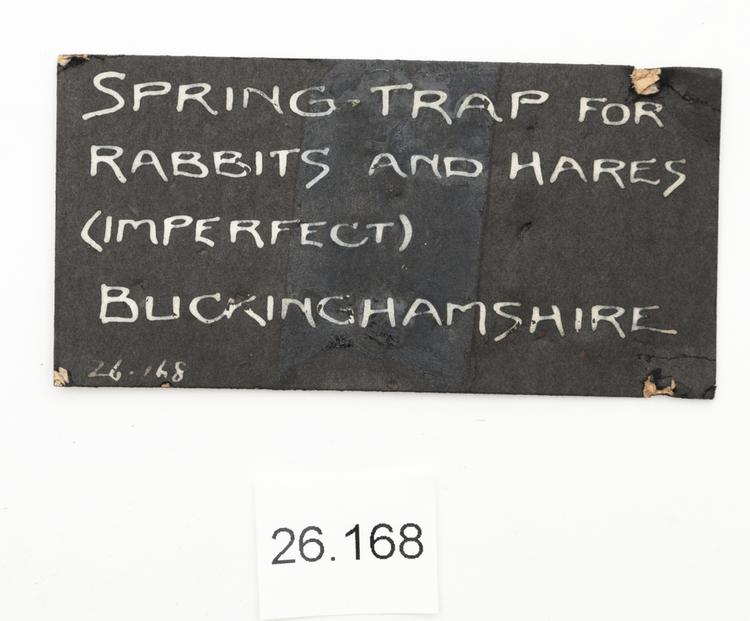 SPRING-TRAP FOR
RABBITS AND HARES
(IMPERFECT)
BUCKINGHAMSHIRE
26.168
26.168